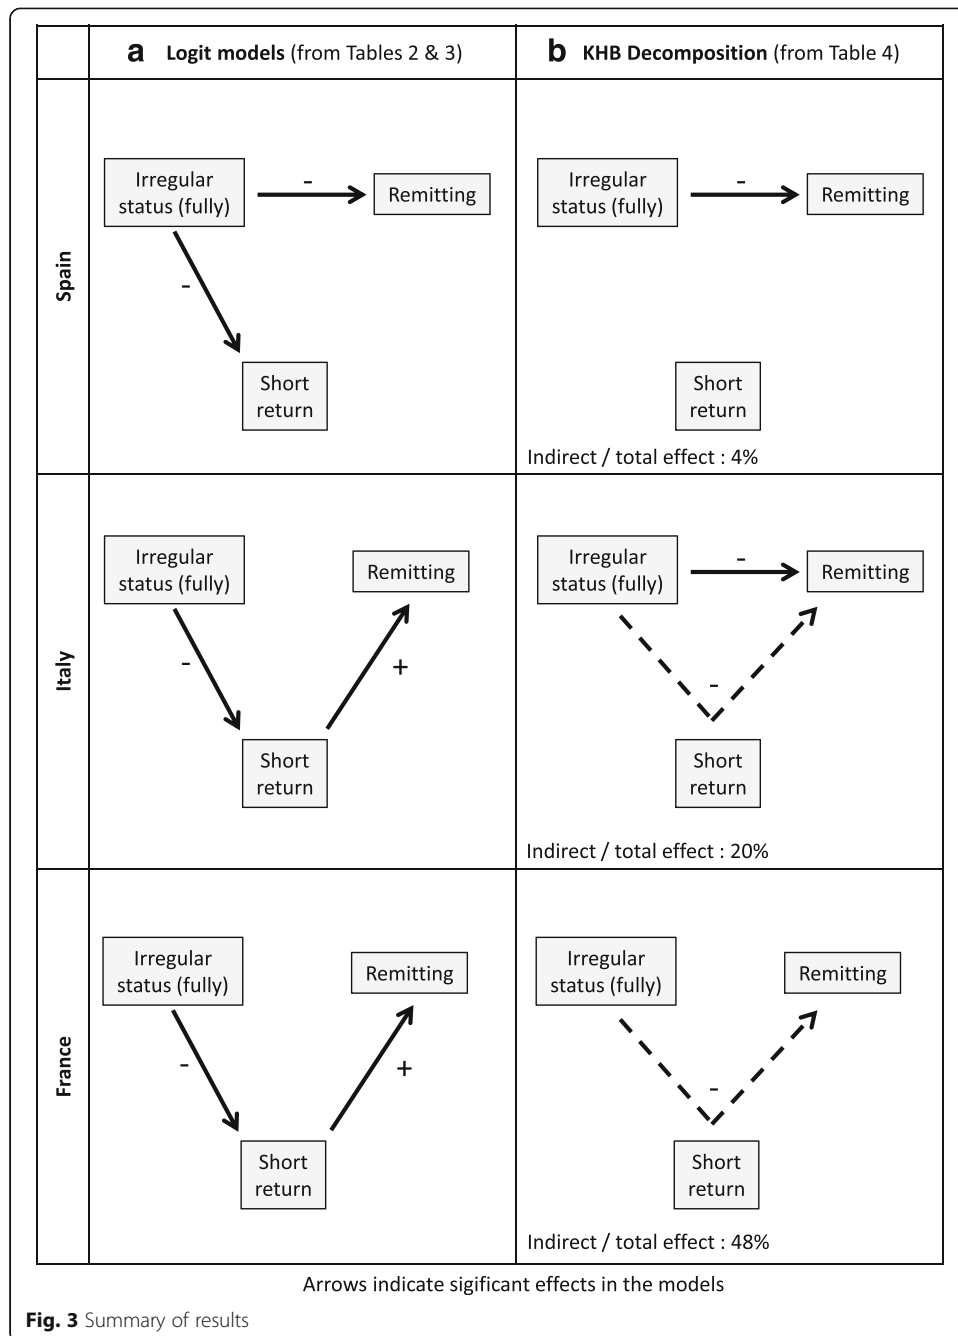 a Logit models (from Tables 2 & 3)
b KHB Decomposition (from Table 4)
Spain
Irregular
status (fully)
-
Remitting
-
Short
return
Irregular
status (fully)
-
Remitting
Short
return
Indirect / total effect : 4%
Italy
Irregular
status (fully)
Remitting
-
+
Short
return
Irregular
status (fully)
-
Remitting
-
Short
return
Indirect / total effect : 20%
France
Irregular
status (fully)
Remitting
-
+
Short
return
Irregular
status (fully)
Remitting
-
Short
return
Indirect / total effect : 48%
Arrows indicate sigificant effects in the models
Fig. 3 Summary of results